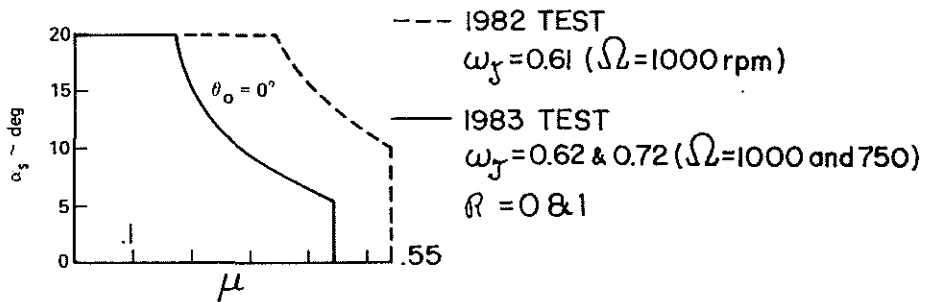 20
15
10
5
0
α_s ~ deg
θ_o = 0°
.1
.55
μ
1982 TEST
ω_ζ = 0.61 (Ω = 1000 rpm)
1983 TEST
ω_ζ = 0.62 & 0.72 (Ω = 1000 and 750)
R = 0 & 1